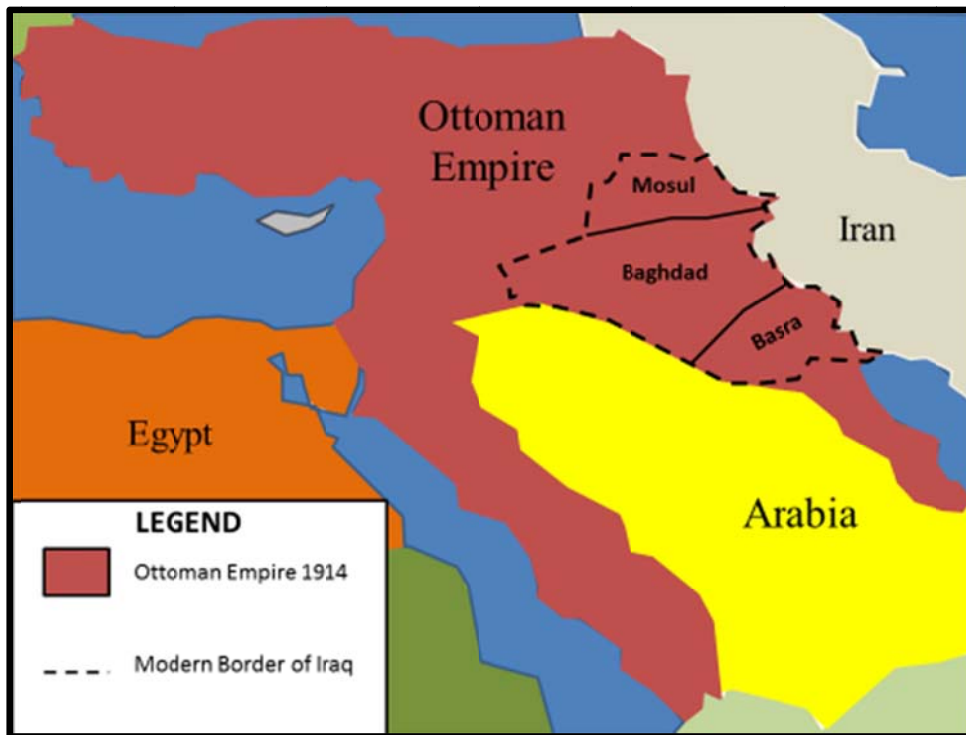 Ottoman
Empire
Mosul
Iran
Baghdad
Basra
Egypt
Arabia
LEGEND
Ottoman Empire 1914
Modern Border of Iraq